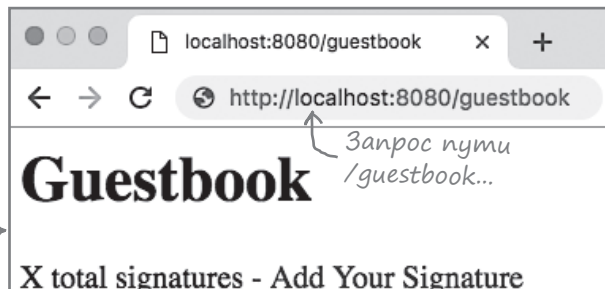 localhost:8080/guestbook
http://localhost:8080/guestbook
Запрос пути
/guestbook...
Guestbook
X total signatures - Add Your Signature